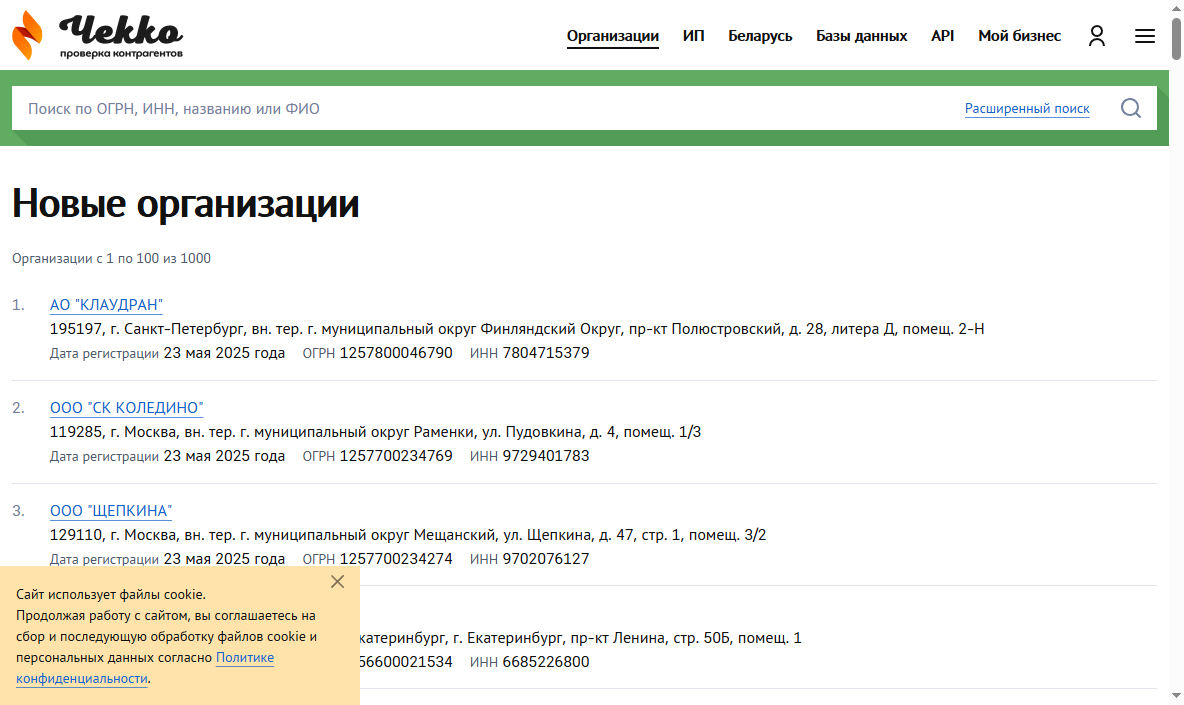 Чекко
проверка контрагентов
Организации ИП Беларусь Базы данных API Мой бизнес
Поиск по ОГРН, ИНН, названию или ФИО Расширенный поиск
Новые организации
Организации с 1 по 100 из 1000
1. АО "КЛАУДРАН"
195197, г. Санкт-Петербург, вн. тер. г. муниципальный округ Финляндский Округ, пр-кт Полюстровский, д. 28, литера Д, помещ. 2-Н
Дата регистрации 23 мая 2025 года ОГРН 1257800046790 ИНН 7804715379
2. ООО "СК КОЛЕДИНО"
119285, г. Москва, вн. тер. г. муниципальный округ Раменки, ул. Пудовкина, д. 4, помещ. 1/3
Дата регистрации 23 мая 2025 года ОГРН 1257700234769 ИНН 9729401783
3. ООО "ЩЕПКИНА"
129110, г. Москва, вн. тер. г. муниципальный округ Мещанский, ул. Щепкина, д. 47, стр. 1, помещ. 3/2
Дата регистрации 23 мая 2025 года ОГРН 1257700234274 ИНН 9702076127
катеринбург, г. Екатеринбург, пр-кт Ленина, стр. 50Б, помещ. 1
56600021534 ИНН 6685226800
Сайт использует файлы cookie.
Продолжая работу с сайтом, вы соглашаетесь на
сбор и последующую обработку файлов cookie и
персональных данных согласно Политике
конфиденциальности.